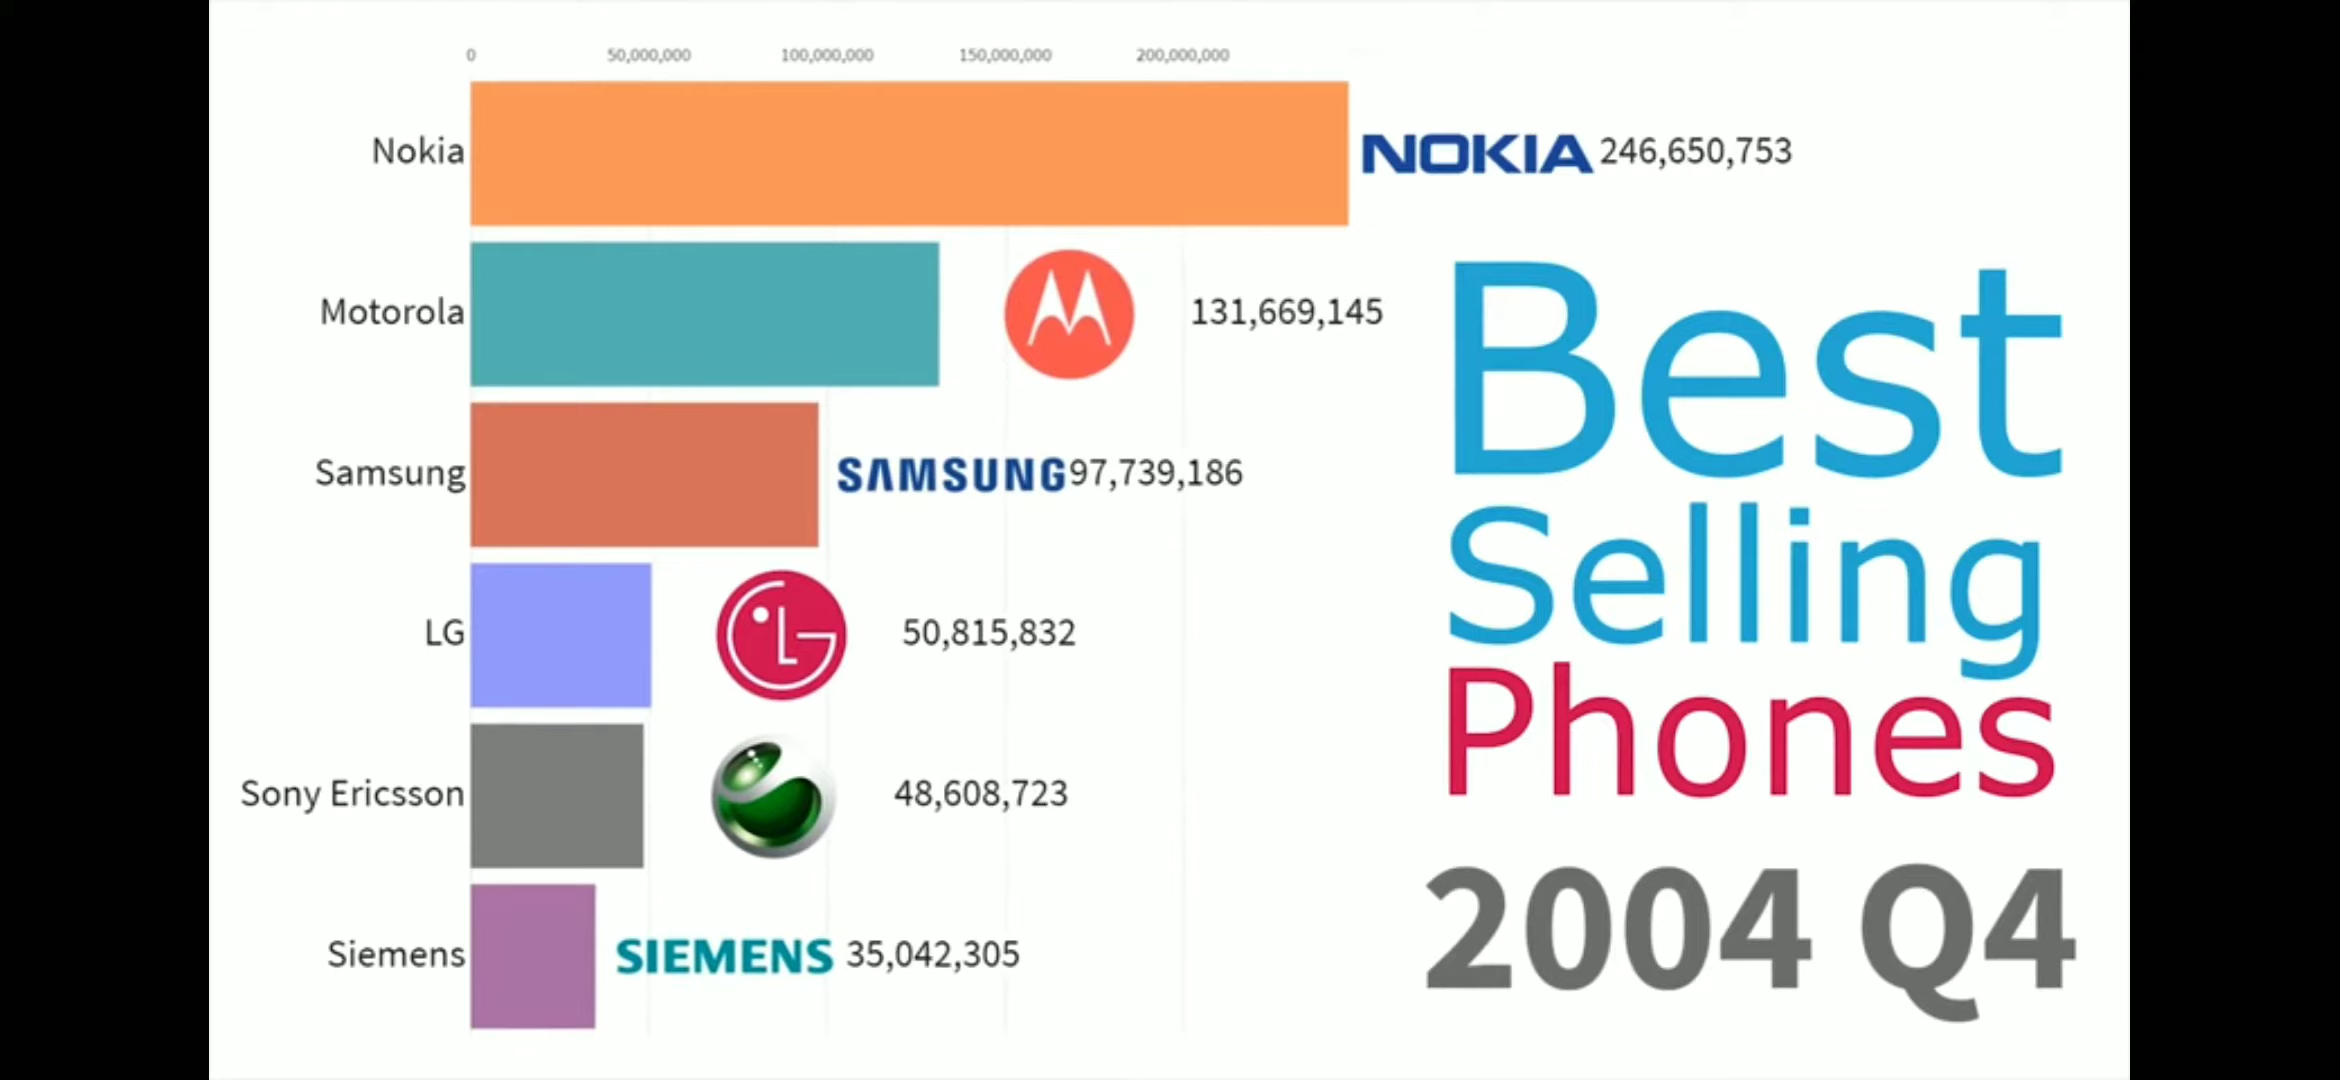 0 50,000,000 100,000,000 150,000,000 200,000,000
Nokia NOKIA 246,650,753
Motorola 131,669,145
Samsung SAMSUNG 97,739,186
LG LG 50,815,832
Sony Ericsson 48,608,723
Siemens SIEMENS 35,042,305
Best
Selling
Phones
2004 Q4